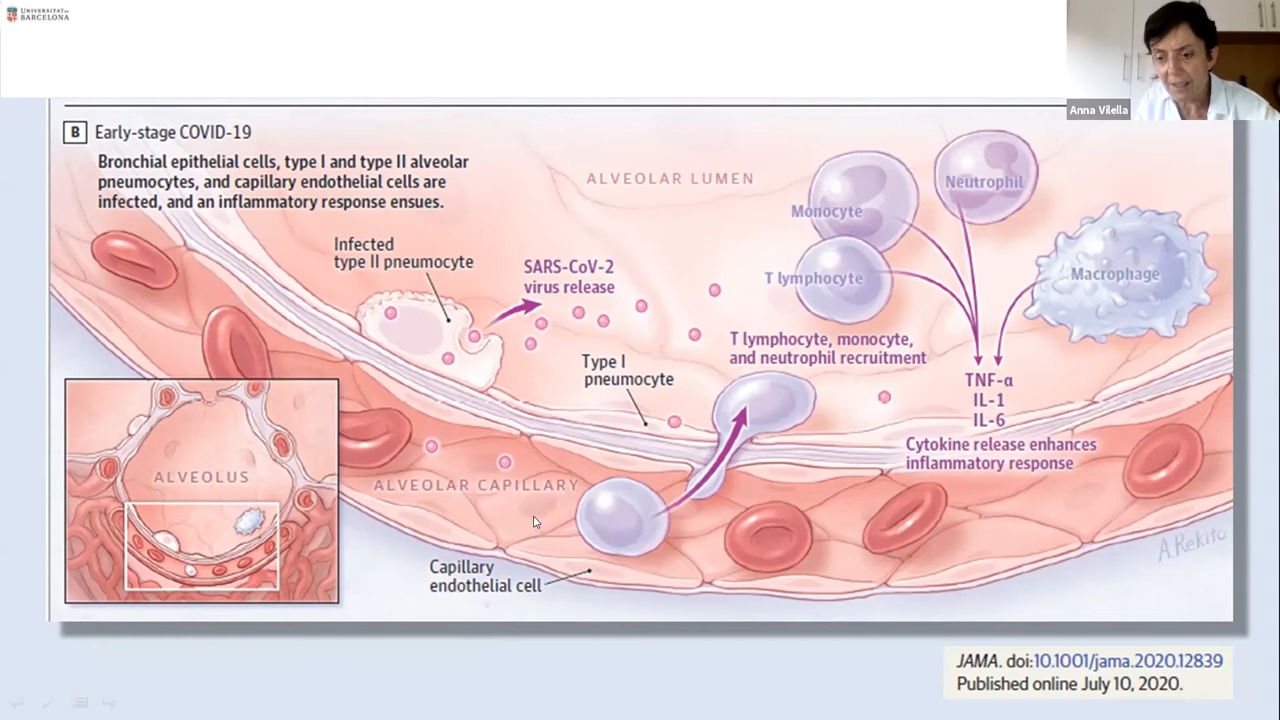 UNIVERSITAT DE
BARCELONA
Anna Vilella
B Early-stage COVID-19
Bronchial epithelial cells, type I and type II alveolar
pneumocytes, and capillary endothelial cells are
infected, and an inflammatory response ensues.
ALVEOLAR LUMEN
Monocyte
Neutrophil
T lymphocyte
Macrophage
Infected
type II pneumocyte
SARS-CoV-2
virus release
T lymphocyte, monocyte,
and neutrophil recruitment
Type I
pneumocyte
TNF-α
IL-1
IL-6
Cytokine release enhances
inflammatory response
ALVEOLUS
ALVEOLAR CAPILLARY
Capillary
endothelial cell
A.Rekito
JAMA. doi:10.1001/jama.2020.12839
Published online July 10, 2020.